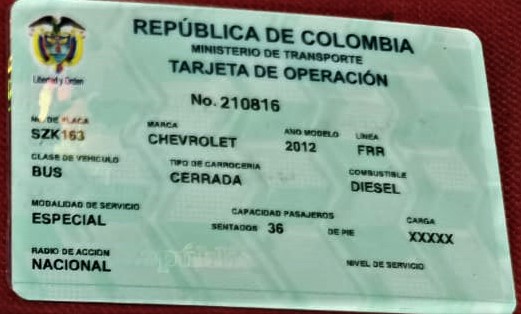 REPÚBLICA DE COLOMBIA
MINISTERIO DE TRANSPORTE
TARJETA DE OPERACIÓN
Libertad y Orden
No. 210816
No. DE PLACA MARCA AÑO MODELO LINEA
SZK163 CHEVROLET 2012 FRR
CLASE DE VEHICULO TIPO DE CARROCERIA COMBUSTIBLE
BUS CERRADA DIESEL
MODALIDAD DE SERVICIO CAPACIDAD PASAJEROS CARGA
ESPECIAL SENTADOS 36 DE PIE XXXXX
RADIO DE ACCION NIVEL DE SERVICIO
NACIONAL